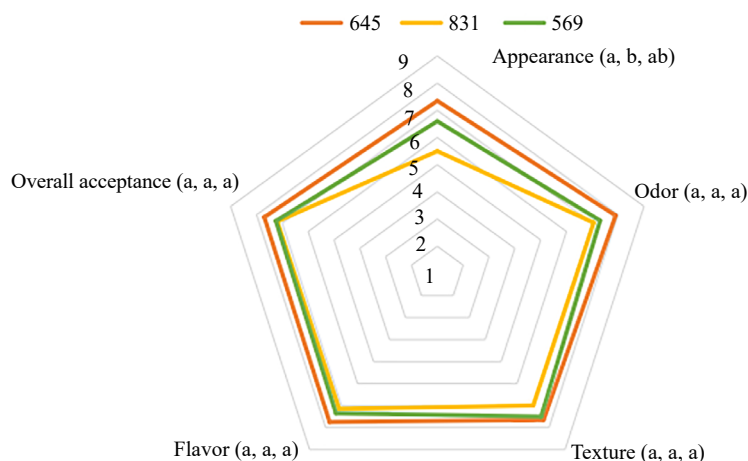 645 831 569
Appearance (a, b, ab)
9
8
7
6
5
4
3
2
1
Overall acceptance (a, a, a)
Odor (a, a, a)
Flavor (a, a, a)
Texture (a, a, a)